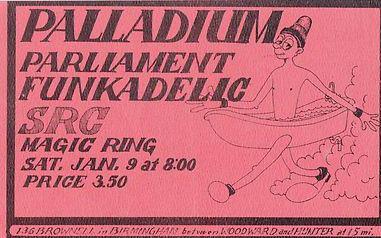 PALLADIUM
PARLIAMENT
FUNKADELIC
SRC
MAGIC RING
SAT. JAN. 9 at 8:00
PRICE 3.50
136 BROWNELL in BIRMINGHAM between WOODWARD and HUNTER at 15 mi.